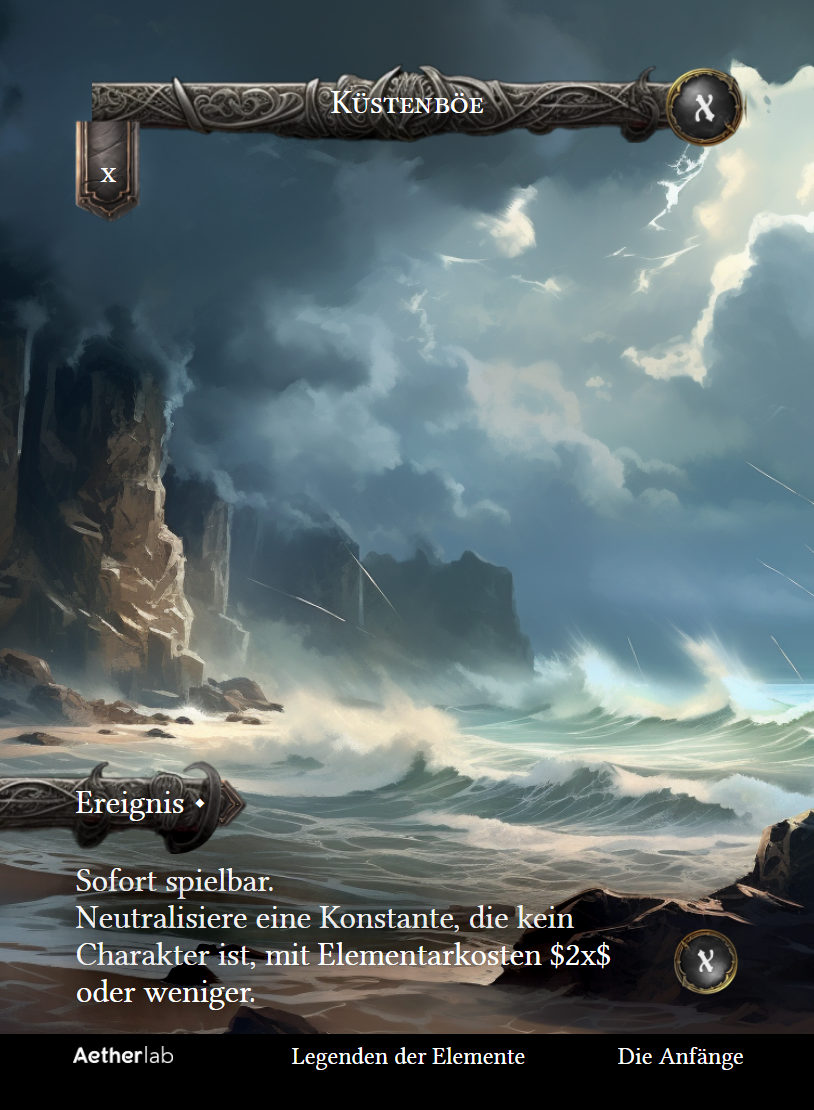 Küstenböe
x
Ereignis ⬩
Sofort spielbar.
Neutralisiere eine Konstante, die kein
Charakter ist, mit Elementarkosten $2x$
oder weniger.
Aetherlab
Legenden der Elemente
Die Anfänge